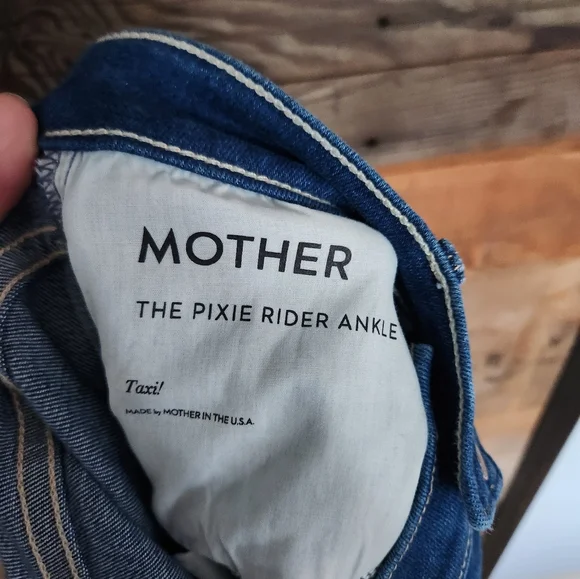 MOTHER
THE PIXIE RIDER ANKLE
Taxi!
MADE by MOTHER IN THE U.S.A.